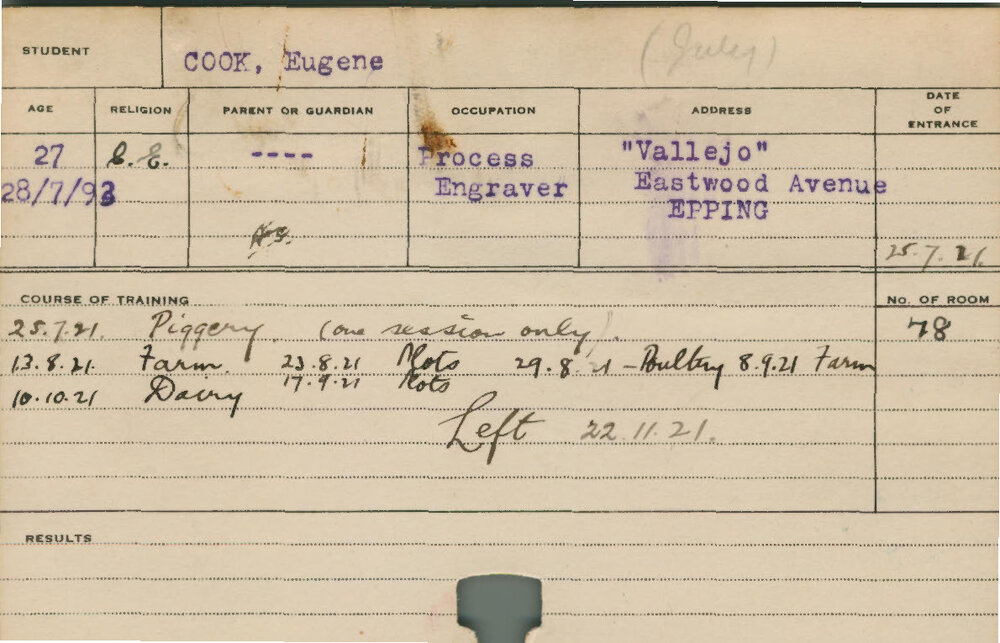 STUDENT
COOK, Eugene
(July)
AGE RELIGION PARENT OR GUARDIAN OCCUPATION ADDRESS DATE OF ENTRANCE
27 C.E. ---- Process "Vallejo"
28/7/93 Engraver Eastwood Avenue
EPPING
25.7.21.
COURSE OF TRAINING No. OF ROOM
25.7.21. Piggery. (one session only). 78
13.8.21. Farm. 23.8.21 Plots 29.8.21 - Poultry 8.9.21 Farm
10.10.21 Dairy 17.9.21 Plots
Left 22.11.21.
RESULTS